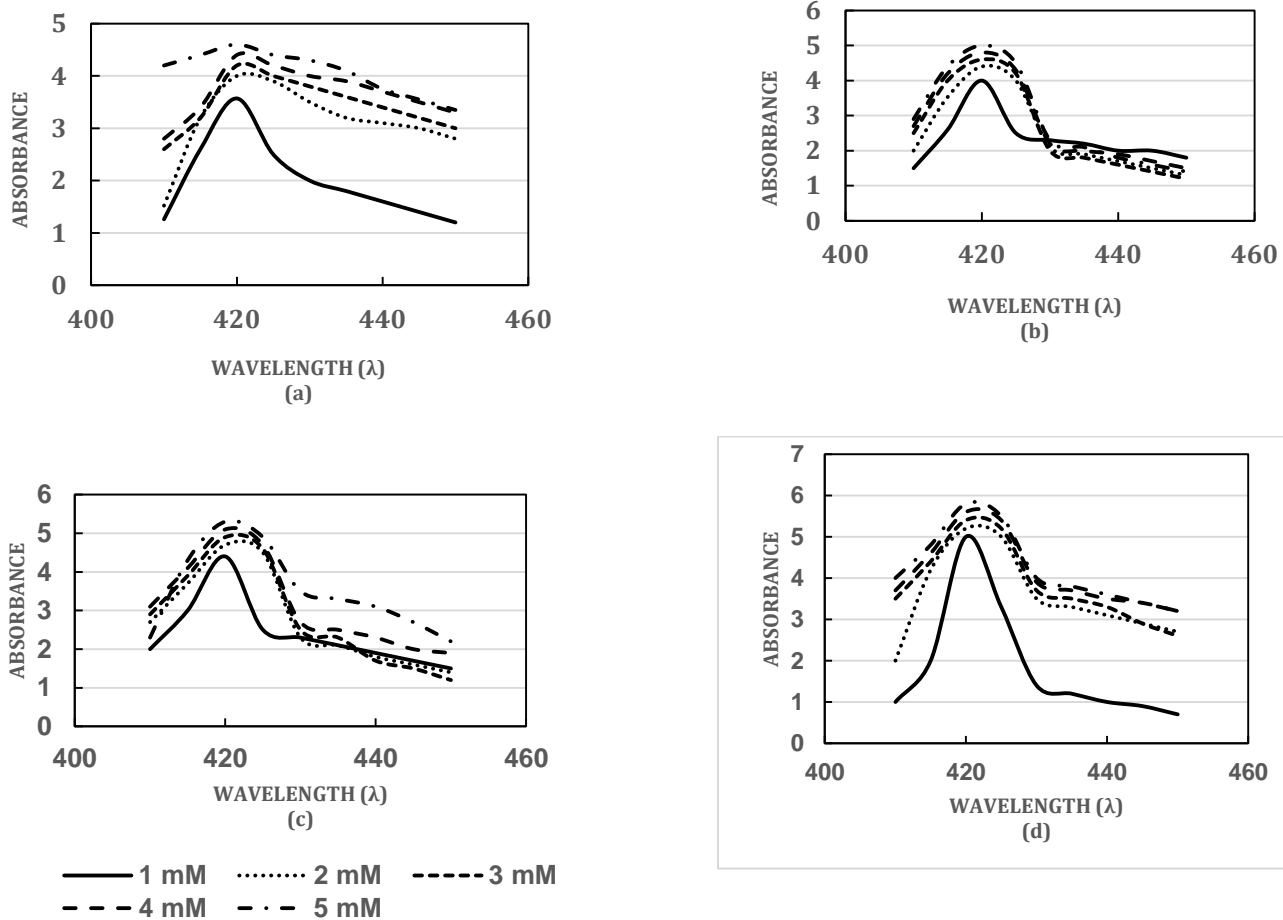 5
4
3
2
1
0
ABSORBANCE
400 420 440 460
WAVELENGTH (λ)
(a)
6
5
4
3
2
1
0
ABSORBANCE
400 420 440 460
WAVELENGTH (λ)
(b)
6
5
4
3
2
1
0
ABSORBANCE
400 420 440 460
WAVELENGTH (λ)
(c)
7
6
5
4
3
2
1
0
ABSORBANCE
400 420 440 460
WAVELENGTH (λ)
(d)
1 mM 2 mM 3 mM
4 mM 5 mM